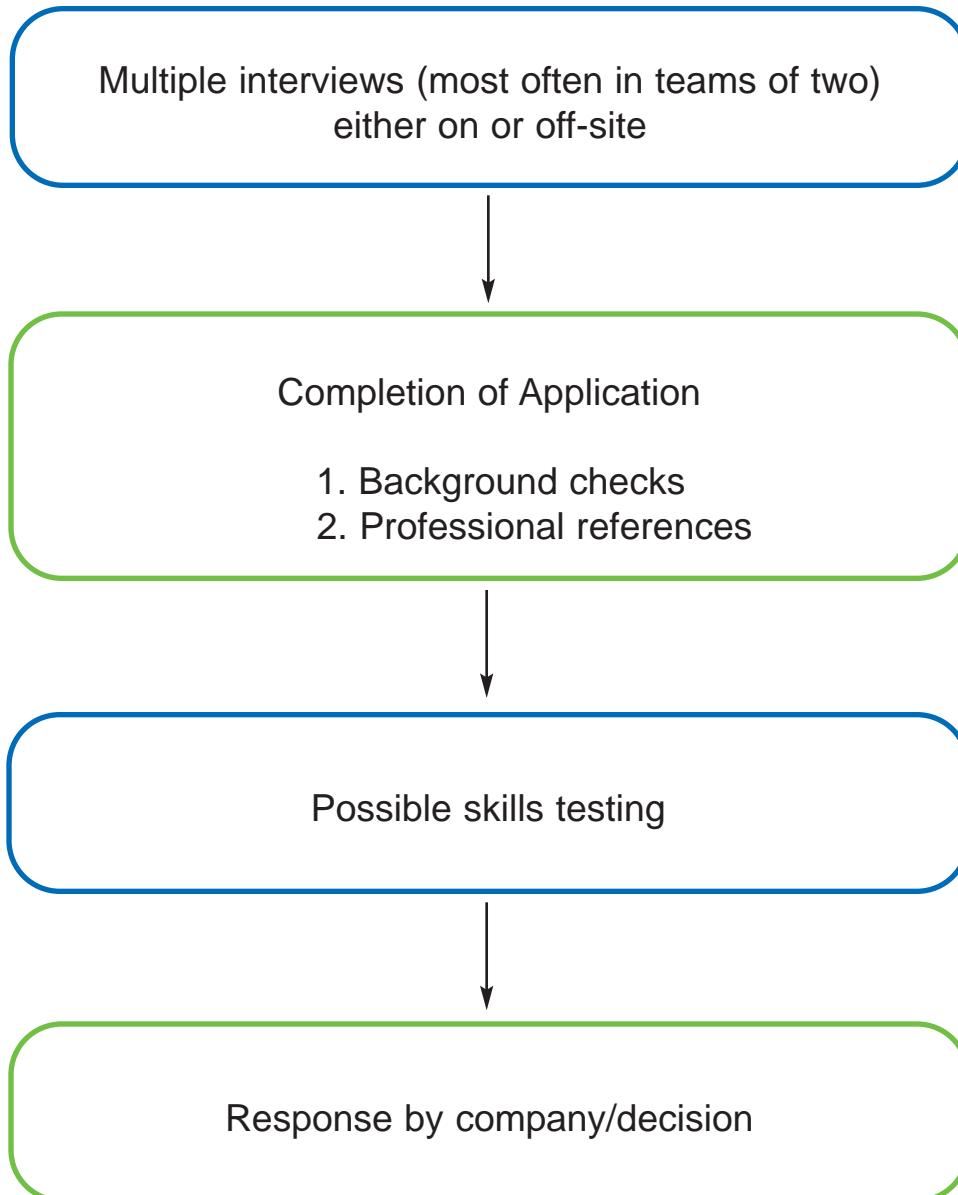 Multiple interviews (most often in teams of two)
either on or off-site
Completion of Application
1. Background checks
2. Professional references
Possible skills testing
Response by company/decision